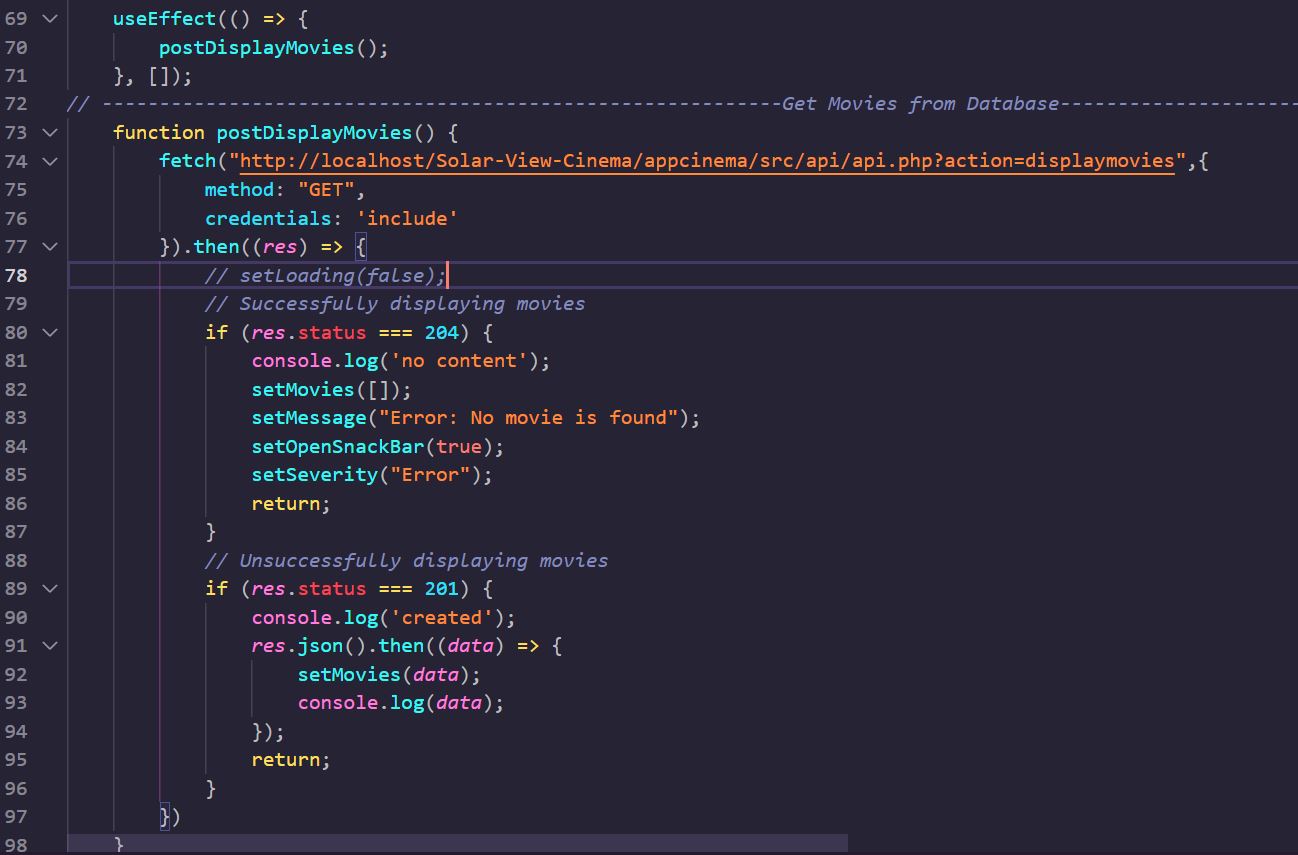 69 useEffect(() => {
70 postDisplayMovies();
71 }, []);
72 // -----------------------------------------------------------Get Movies from Database---------------------
73 function postDisplayMovies() {
74 fetch("http://localhost/Solar-View-Cinema/appcinema/src/api/api.php?action=displaymovies",{
75 method: "GET",
76 credentials: 'include'
77 }).then((res) => {
78 // setLoading(false);
79 // Successfully displaying movies
80 if (res.status === 204) {
81 console.log('no content');
82 setMovies([]);
83 setMessage("Error: No movie is found");
84 setOpenSnackBar(true);
85 setSeverity("Error");
86 return;
87 }
88 // Unsuccessfully displaying movies
89 if (res.status === 201) {
90 console.log('created');
91 res.json().then((data) => {
92 setMovies(data);
93 console.log(data);
94 });
95 return;
96 }
97 })
98 }